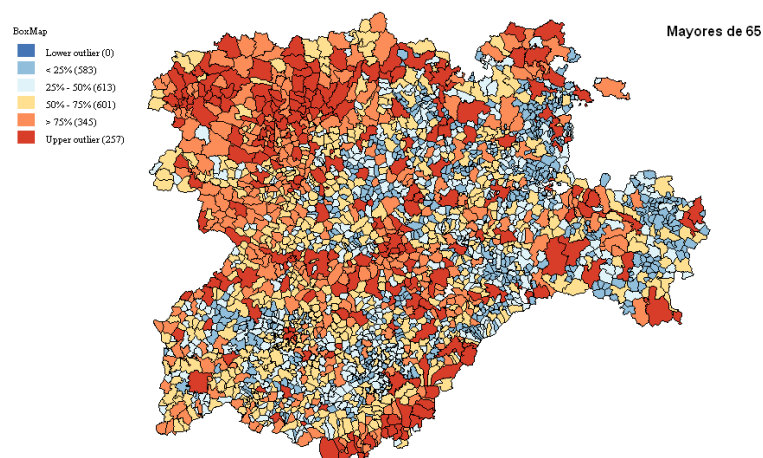 BoxMap
Mayores de 65
Lower outlier (0)
< 25% (583)
25% - 50% (613)
50% - 75% (601)
> 75% (345)
Upper outlier (257)